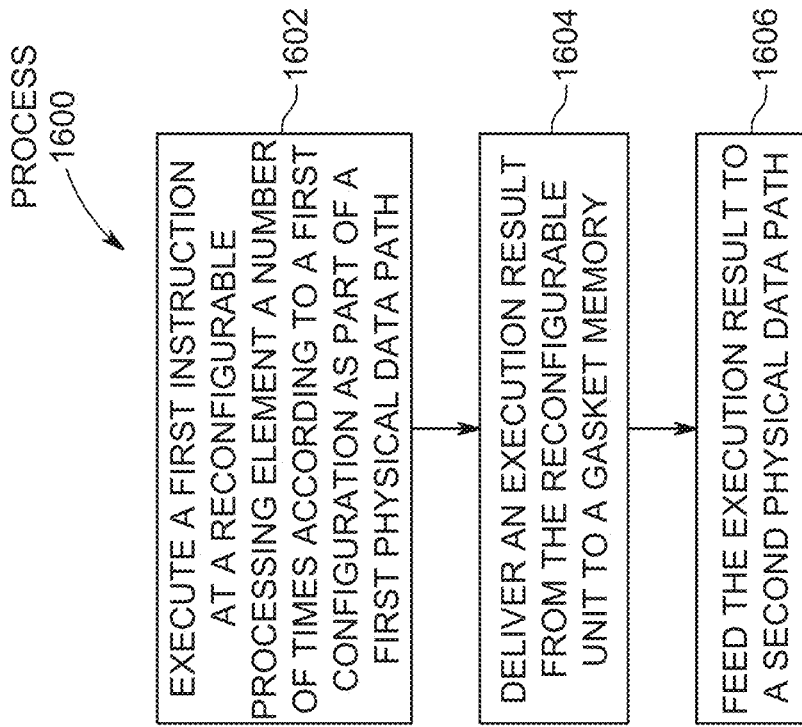 PROCESS
1600
EXECUTE A FIRST INSTRUCTION
AT A RECONFIGURABLE
PROCESSING ELEMENT A NUMBER
OF TIMES ACCORDING TO A FIRST
CONFIGURATION AS PART OF A
FIRST PHYSICAL DATA PATH
1602
DELIVER AN EXECUTION RESULT
FROM THE RECONFIGURABLE
UNIT TO A GASKET MEMORY
1604
FEED THE EXECUTION RESULT TO
A SECOND PHYSICAL DATA PATH
1606